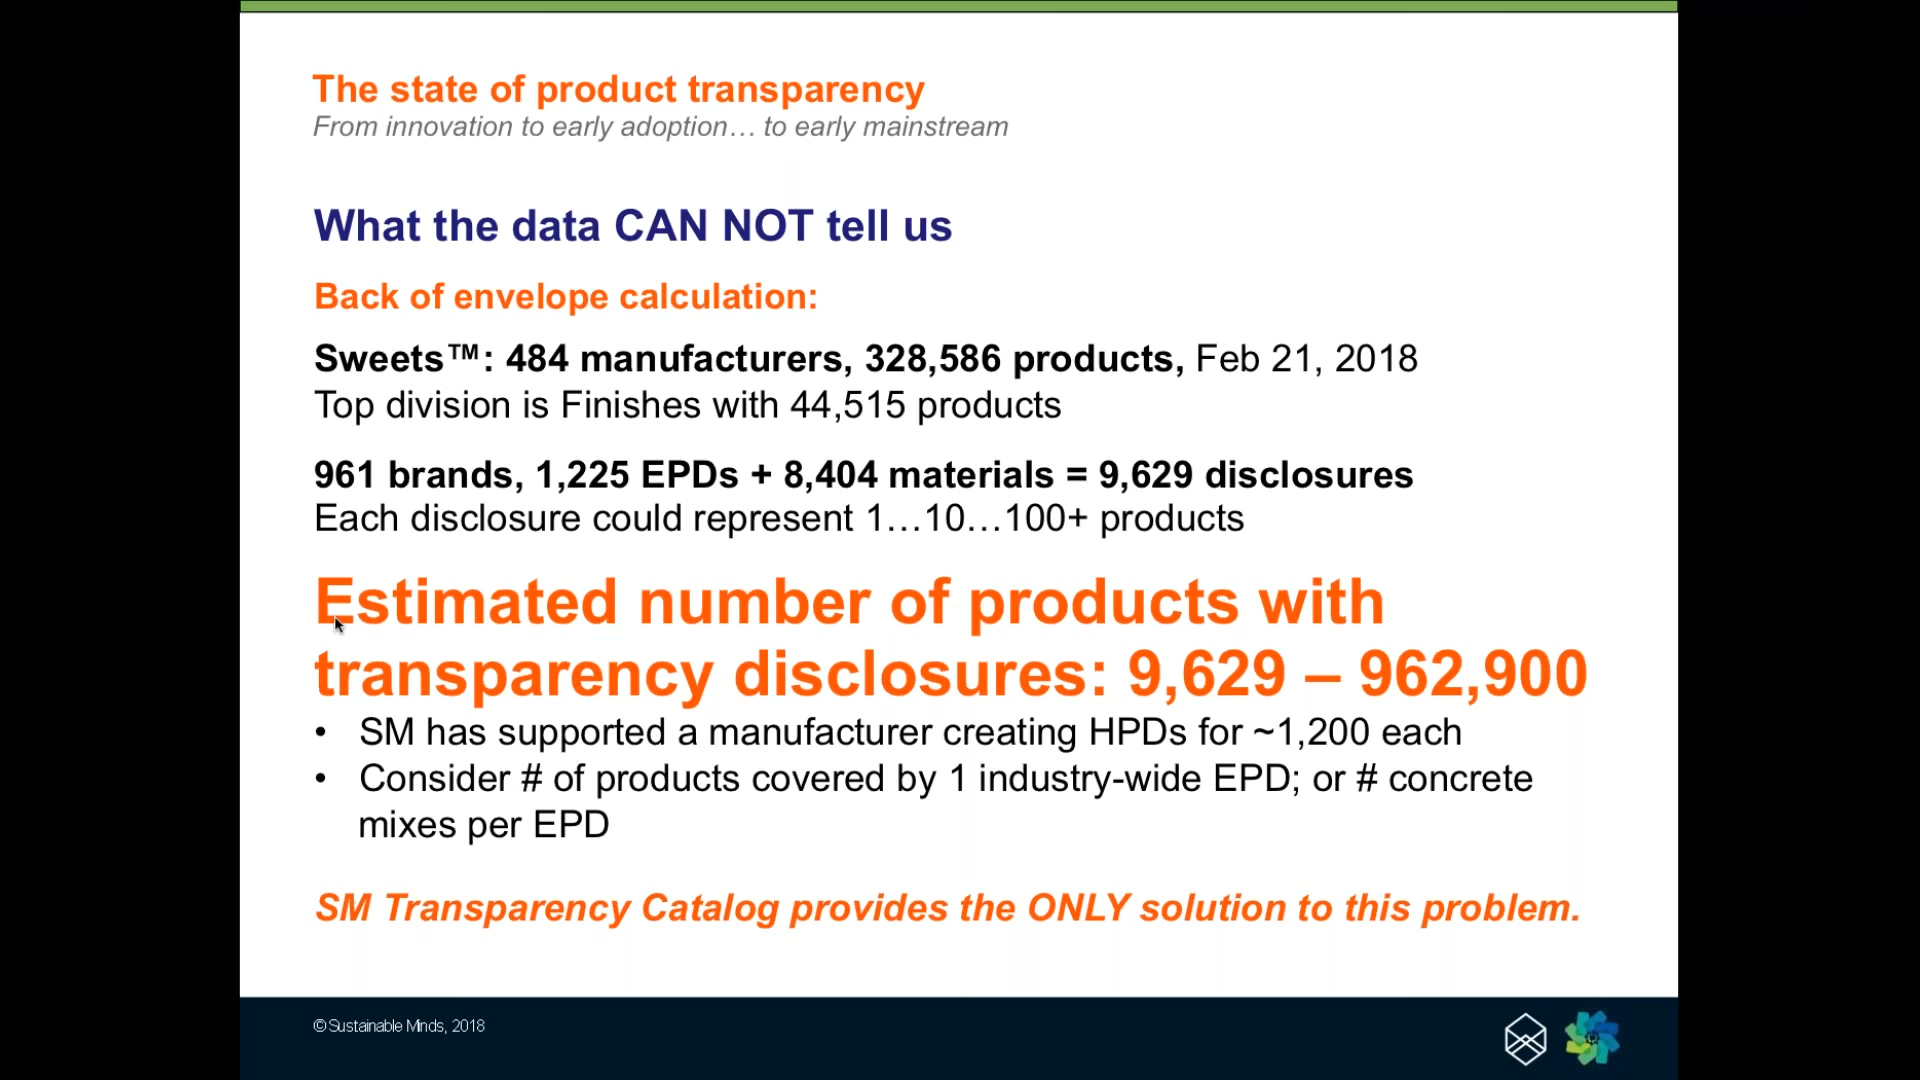 The state of product transparency
From innovation to early adoption… to early mainstream
What the data CAN NOT tell us
Back of envelope calculation:
Sweets™: 484 manufacturers, 328,586 products, Feb 21, 2018
Top division is Finishes with 44,515 products
961 brands, 1,225 EPDs + 8,404 materials = 9,629 disclosures
Each disclosure could represent 1…10…100+ products
Estimated number of products with
transparency disclosures: 9,629 – 962,900
• SM has supported a manufacturer creating HPDs for ~1,200 each
• Consider # of products covered by 1 industry-wide EPD; or # concrete
mixes per EPD
SM Transparency Catalog provides the ONLY solution to this problem.
© Sustainable Minds, 2018